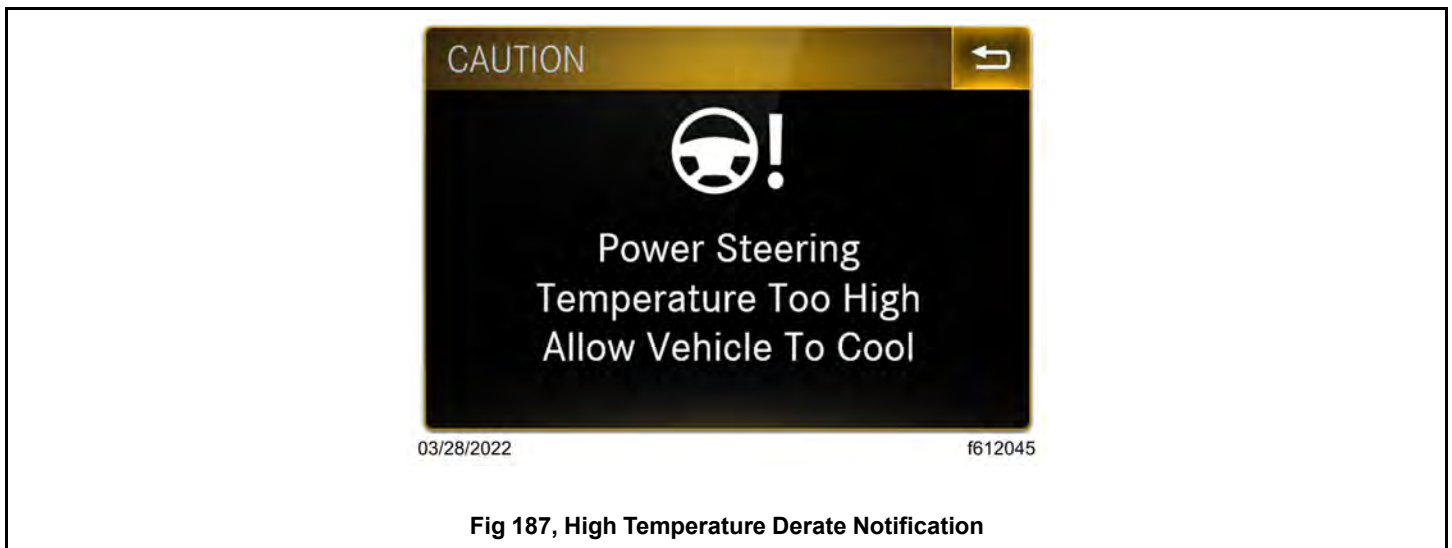 CAUTION
!
Power Steering
Temperature Too High
Allow Vehicle To Cool
03/28/2022 f612045
Fig 187, High Temperature Derate Notification